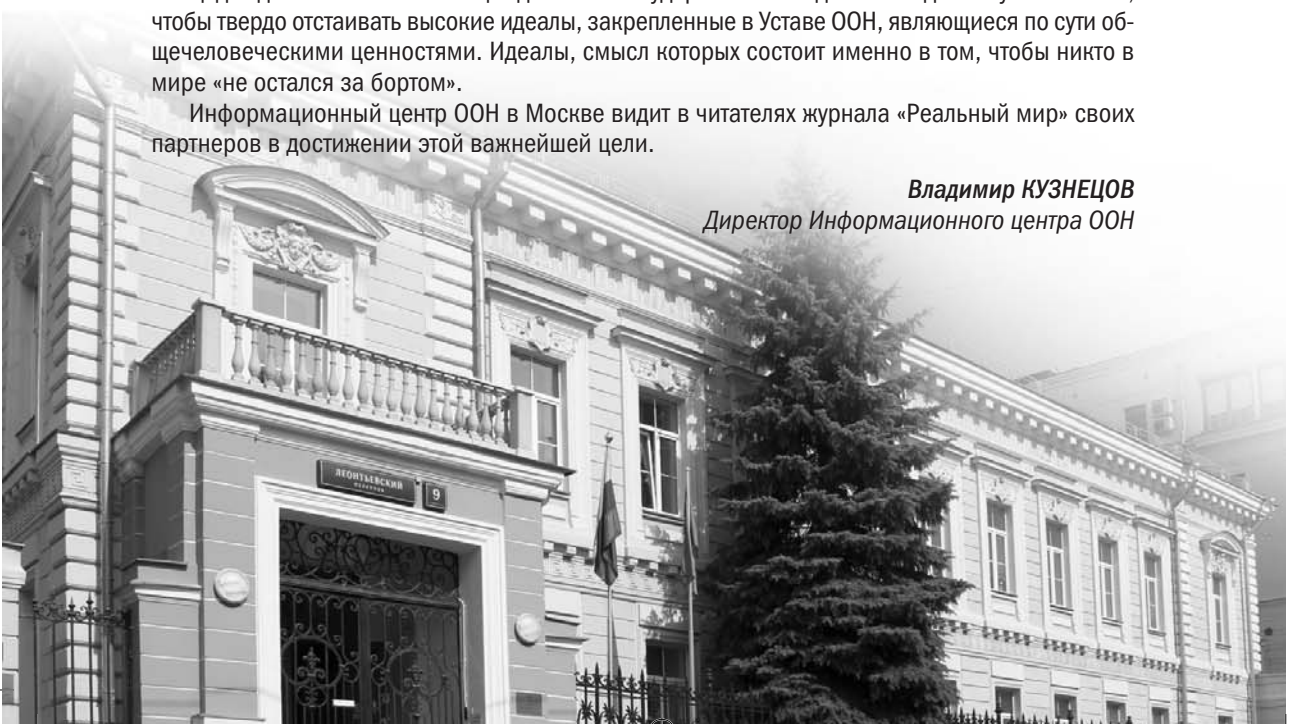 чтобы твердо отстаивать высокие идеалы, закрепленные в Уставе ООН, являющиеся по сути об-
щечеловеческими ценностями. Идеалы, смысл которых состоит именно в том, чтобы никто в
мире «не остался за бортом».
Информационный центр ООН в Москве видит в читателях журнала «Реальный мир» своих
партнеров в достижении этой важнейшей цели.
Владимир КУЗНЕЦОВ
Директор Информационного центра ООН
ЛЕОНТЬЕВСКИЙ
9